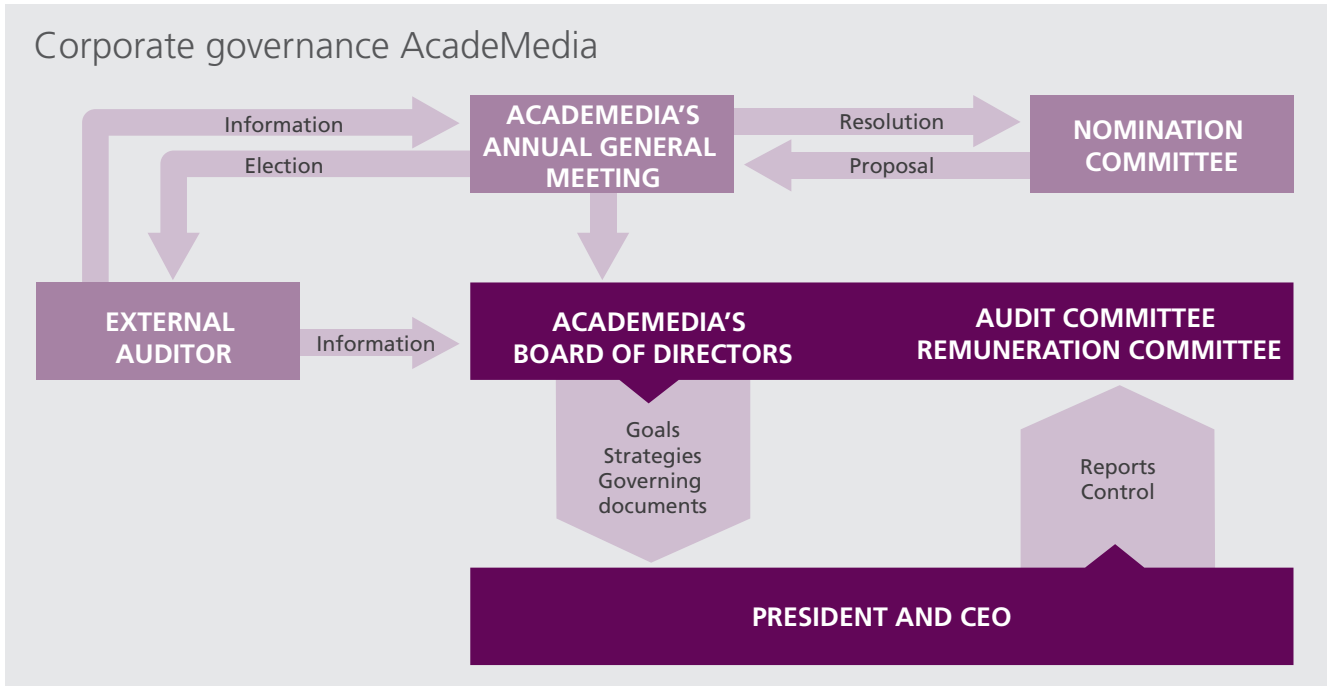 Corporate governance AcadeMedia
Information
Election
ACADEMEDIA'S
ANNUAL GENERAL
MEETING
Resolution
Proposal
NOMINATION
COMMITTEE
EXTERNAL
AUDITOR
Information
ACADEMEDIA'S
BOARD OF DIRECTORS
AUDIT COMMITTEE
REMUNERATION COMMITTEE
Goals
Strategies
Governing
documents
Reports
Control
PRESIDENT AND CEO